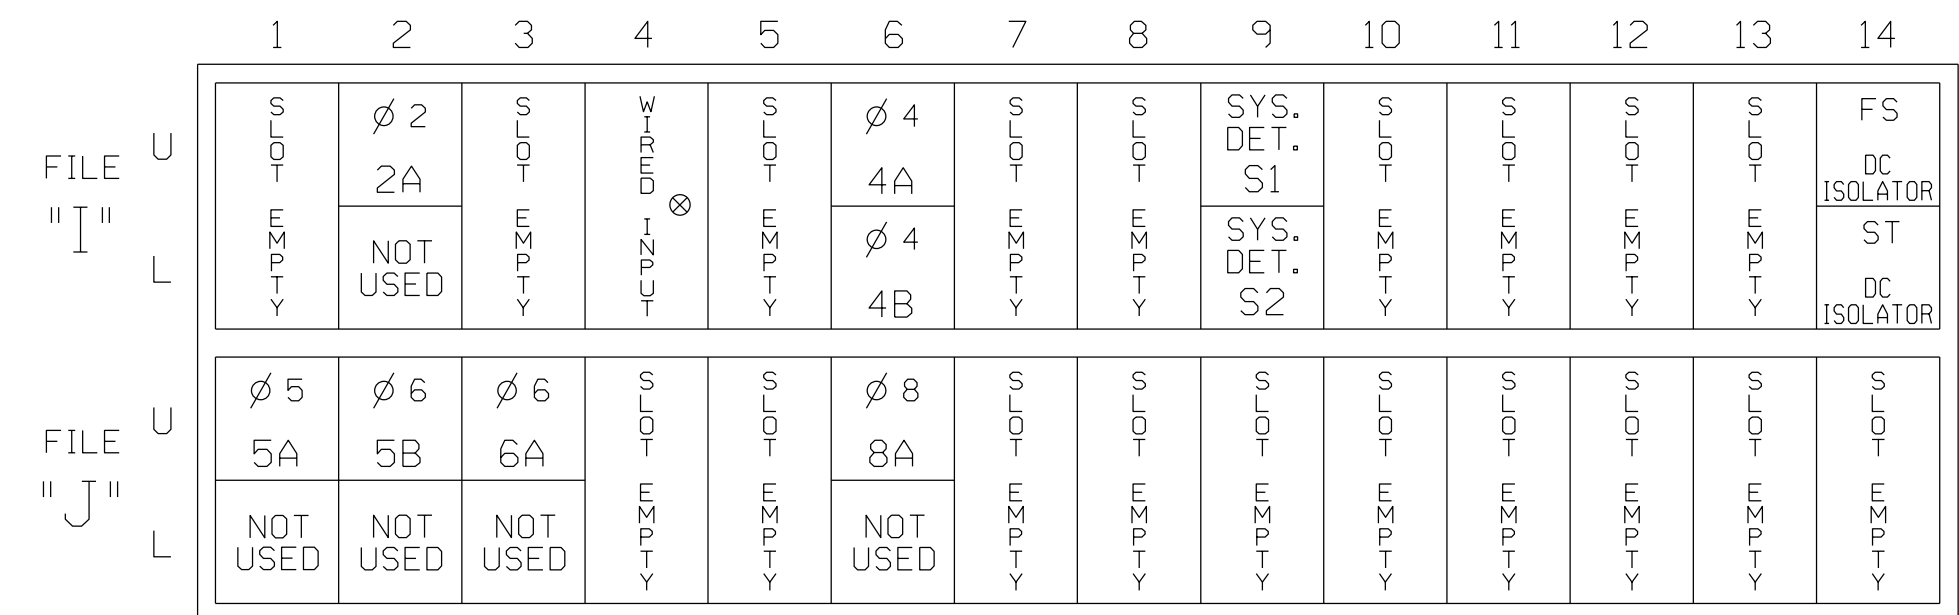 1 2 3 4 5 6 7 8 9 10 11 12 13 14
FILE
"I"
U
L
SLOT EMPTY
Ø 2
2A
NOT
USED
SLOT EMPTY
WIRED INPUT
⊗
SLOT EMPTY
Ø 4
4A
Ø 4
4B
SLOT EMPTY
SLOT EMPTY
SYS.
DET.
S1
SYS.
DET.
S2
SLOT EMPTY
SLOT EMPTY
SLOT EMPTY
SLOT EMPTY
FS
DC
ISOLATOR
ST
DC
ISOLATOR
FILE
"J"
U
L
Ø 5
5A
NOT
USED
Ø 6
5B
NOT
USED
Ø 6
6A
NOT
USED
SLOT EMPTY
SLOT EMPTY
Ø 8
8A
NOT
USED
SLOT EMPTY
SLOT EMPTY
SLOT EMPTY
SLOT EMPTY
SLOT EMPTY
SLOT EMPTY
SLOT EMPTY
SLOT EMPTY